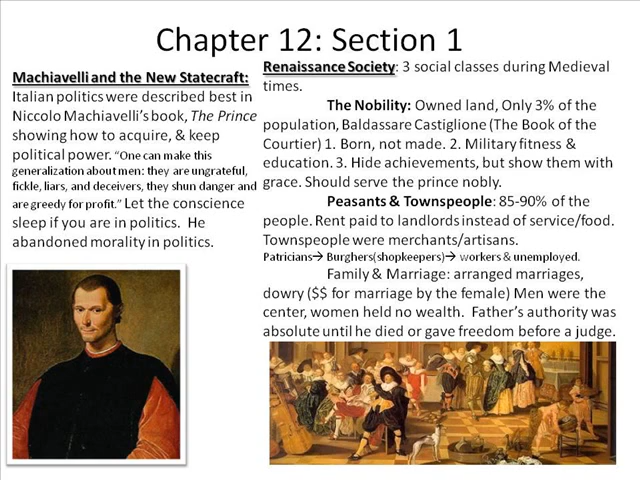 Chapter 12: Section 1
Machiavelli and the New Statecraft:
Italian politics were described best in
Niccolo Machiavelli's book, The Prince
showing how to acquire, & keep
political power. "One can make this
generalization about men: they are ungrateful,
fickle, liars, and deceivers, they shun danger and
are greedy for profit." Let the conscience
sleep if you are in politics. He
abandoned morality in politics.
Renaissance Society: 3 social classes during Medieval
times.
The Nobility: Owned land, Only 3% of the
population, Baldassare Castiglione (The Book of the
Courtier) 1. Born, not made. 2. Military fitness &
education. 3. Hide achievements, but show them with
grace. Should serve the prince nobly.
Peasants & Townspeople: 85-90% of the
people. Rent paid to landlords instead of service/food.
Townspeople were merchants/artisans.
Patricians→ Burghers(shopkeepers)→ workers & unemployed.
Family & Marriage: arranged marriages,
dowry ($$ for marriage by the female) Men were the
center, women held no wealth. Father's authority was
absolute until he died or gave freedom before a judge.